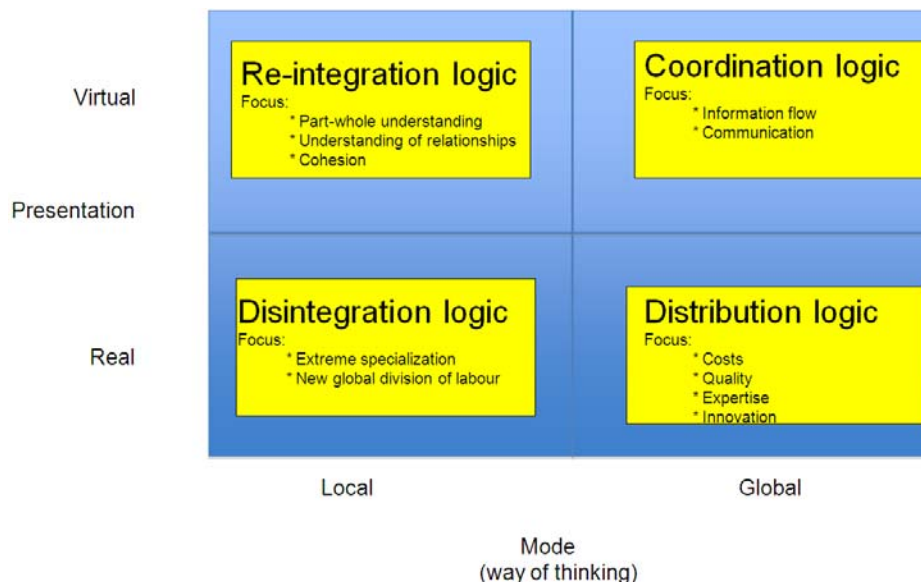 Virtual
Re-integration logic
Focus:
* Part-whole understanding
* Understanding of relationships
* Cohesion
Coordination logic
Focus:
* Information flow
* Communication
Presentation
Real
Disintegration logic
Focus:
* Extreme specialization
* New global division of labour
Distribution logic
Focus:
* Costs
* Quality
* Expertise
* Innovation
Local
Global
Mode
(way of thinking)